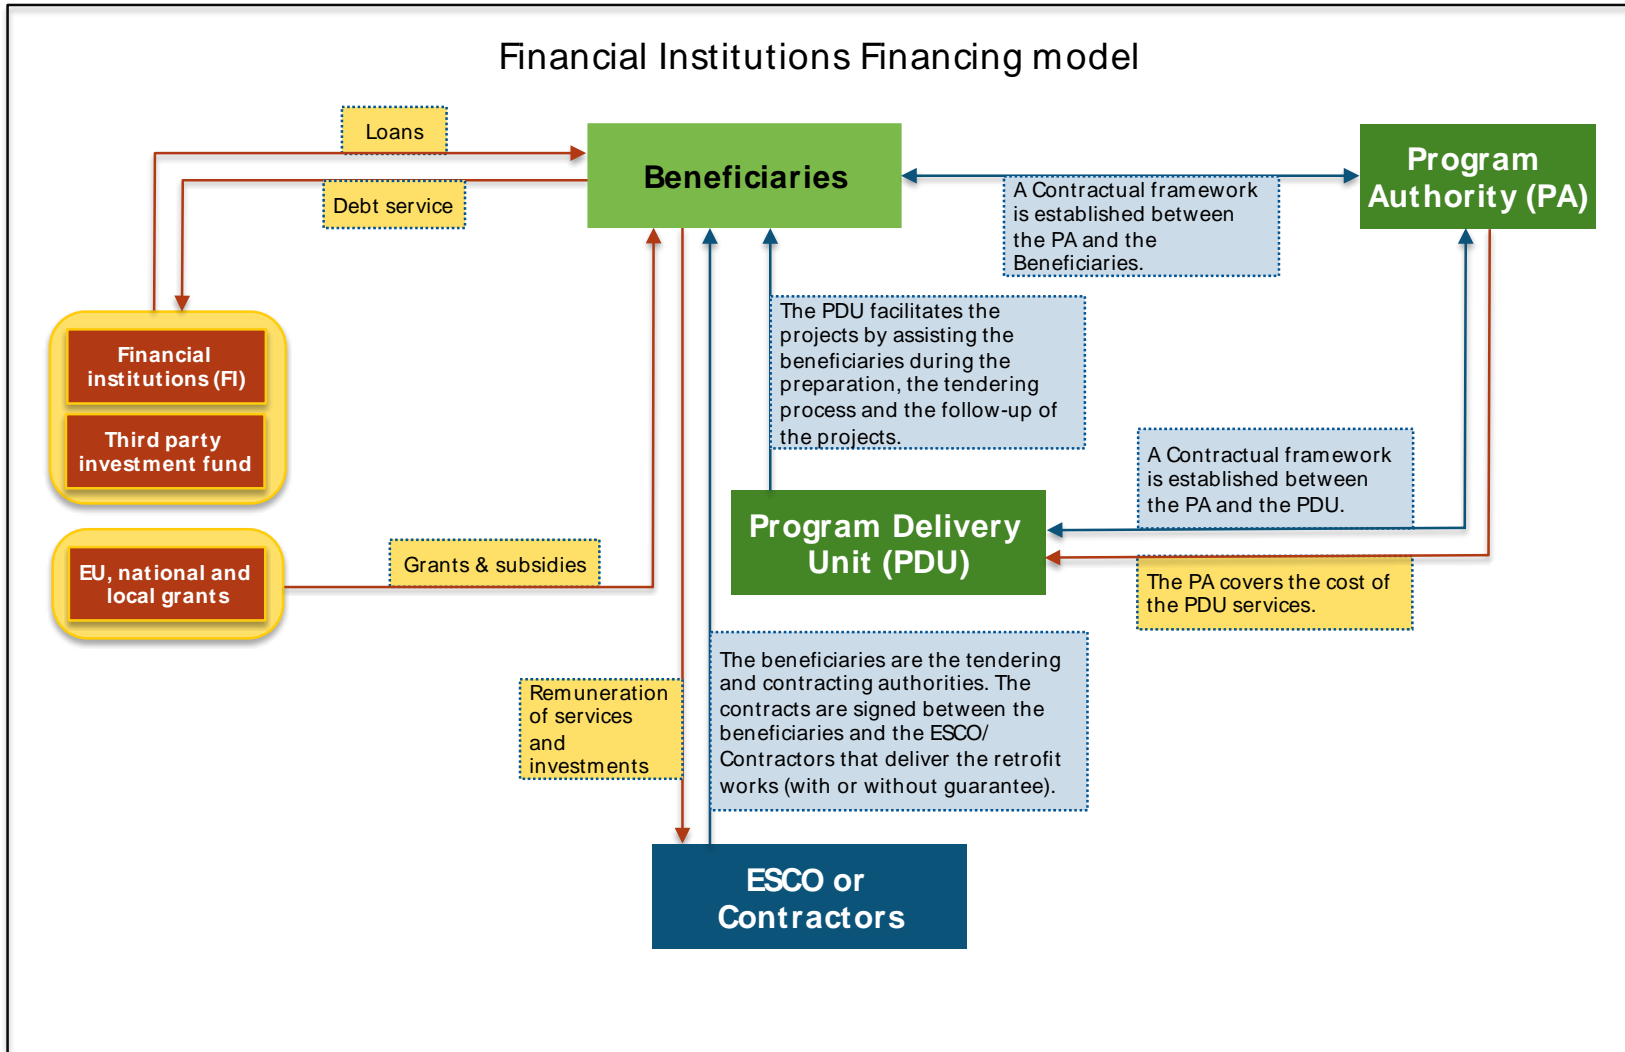 Financial Institutions Financing model
Loans
Beneficiaries
Program
Authority (PA)
Debt service
A Contractual framework
is established between
the PA and the
Beneficiaries.
The PDU facilitates the
projects by assisting the
beneficiaries during the
preparation, the tendering
process and the follow-up of
the projects.
Financial
institutions (FI)
Third party
investment fund
A Contractual framework
is established between
the PA and the PDU.
Program Delivery
Unit (PDU)
EU, national and
local grants
Grants & subsidies
The PA covers the cost of
the PDU services.
Remuneration
of services
and
investments
The beneficiaries are the tendering
and contracting authorities. The
contracts are signed between the
beneficiaries and the ESCO/
Contractors that deliver the retrofit
works (with or without guarantee).
ESCO or
Contractors